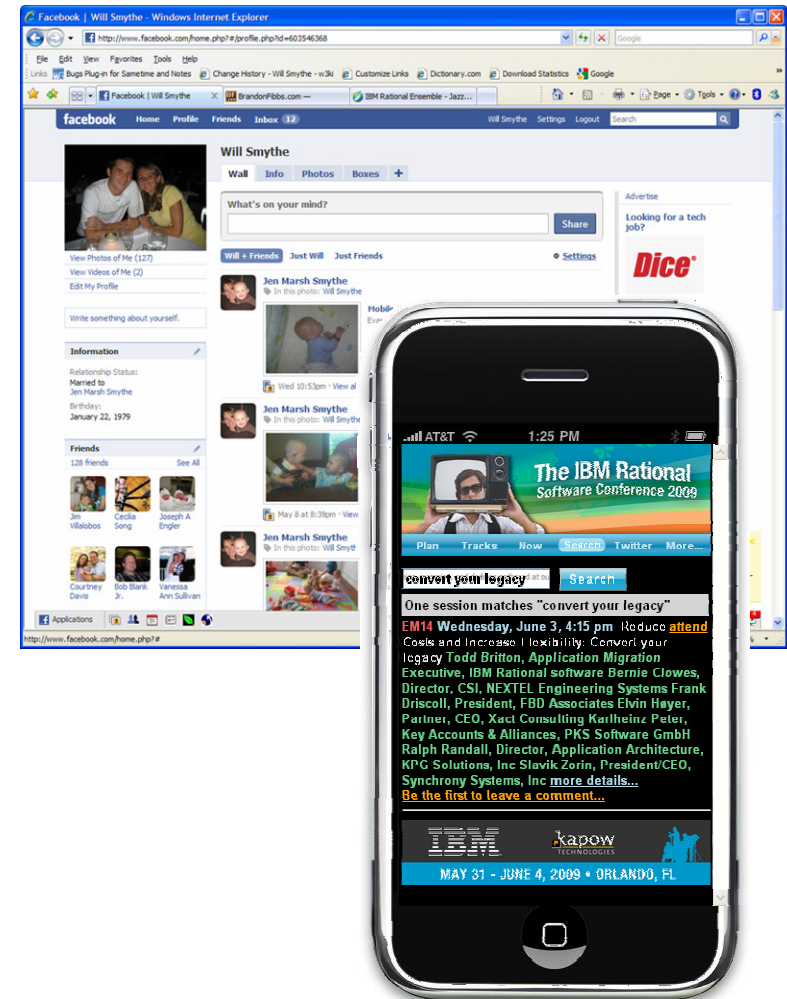 Facebook | Will Smythe - Windows Internet Explorer
http://www.facebook.com/home.php?#/profile.php?id=603546368
Google
File Edit View Favorites Tools Help
Links Bugs Plug-in for Sametime and Notes Change History - Will Smythe - w3ki Customize Links Dictionary.com Download Statistics Google
Facebook | Will Smythe BrandonFibbs.com — IBM Rational Ensemble - Jazz... Page Tools
facebook Home Profile Friends Inbox 12 Will Smythe Settings Logout Search
Will Smythe
Wall Info Photos Boxes +
What's on your mind?
Share
Will + Friends Just Will Just Friends Settings
View Photos of Me (127)
View Videos of Me (2)
Edit My Profile
Write something about yourself.
Information
Relationship Status:
Married to
Jen Marsh Smythe
Birthday:
January 22, 1979
Friends
128 friends See All
Jim Villalobos
Cecilia Song
Joseph A Engler
Courtney Davis
Bob Blank Jr.
Vanessa Ann Sullivan
Jen Marsh Smythe
In this photo: Will Smythe
Mobile
Wed 10:53pm · View al
Jen Marsh Smythe
In this photo: Will Smythe
May 8 at 8:39pm · View
Jen Marsh Smythe
In this photo: Will Smyth
Advertise
Looking for a tech job?
Dice
Applications
http://www.facebook.com/home.php?#
AT&T 1:25 PM
The IBM Rational
Software Conference 2009
Plan Tracks Now Search Twitter More...
convert your legacy Search
One session matches "convert your legacy"
EM14 Wednesday, June 3, 4:15 pm Reduce attend
Costs and Increase Flexibility: Convert your
legacy Todd Britton, Application Migration
Executive, IBM Rational software Bernie Clowes,
Director, CSI, NEXTEL Engineering Systems Frank
Driscoll, President, FBD Associates Elvin Høyer,
Partner, CEO, Xact Consulting Karlheinz Peter,
Key Accounts & Alliances, PKS Software GmbH
Ralph Randall, Director, Application Architecture,
KPG Solutions, Inc Slavik Zorin, President/CEO,
Synchrony Systems, Inc more details...
Be the first to leave a comment...
IBM kapow
TECHNOLOGIES
MAY 31 - JUNE 4, 2009 • ORLANDO, FL